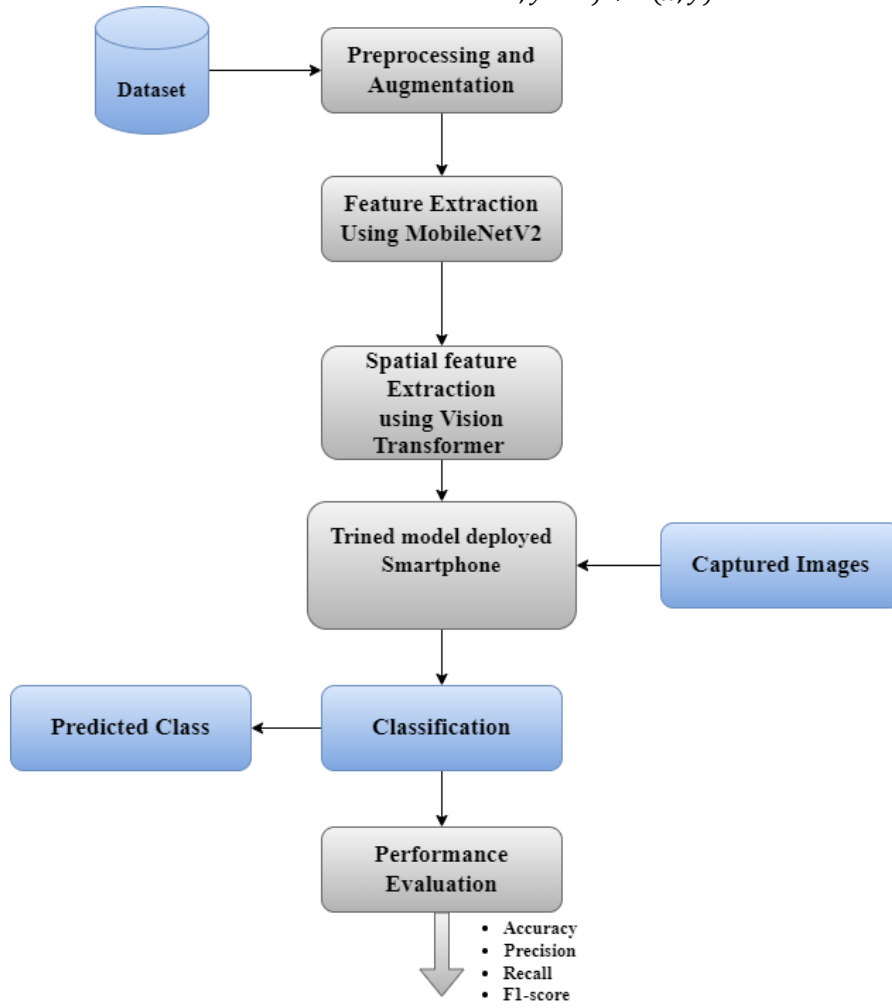 Dataset
Preprocessing and
Augmentation
Feature Extraction
Using MobileNetV2
Spatial feature
Extraction
using Vision
Transformer
Trined model deployed
Smartphone
Captured Images
Predicted Class
Classification
Performance
Evaluation
• Accuracy
• Precision
• Recall
• F1-score